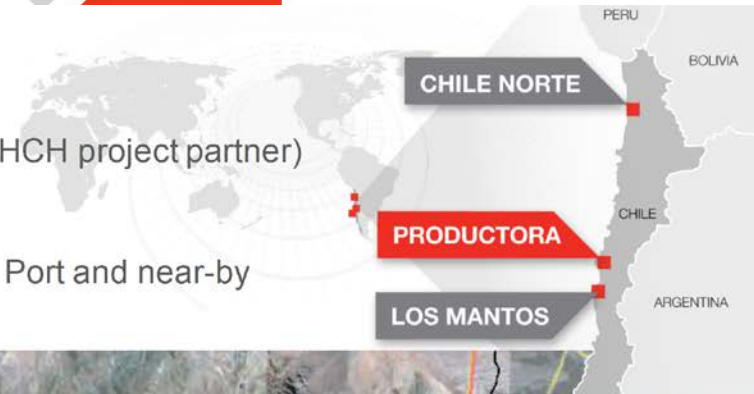 PERU
BOLIVIA
CHILE NORTE
HCH project partner)
CHILE
PRODUCTORA
Port and near-by
ARGENTINA
LOS MANTOS